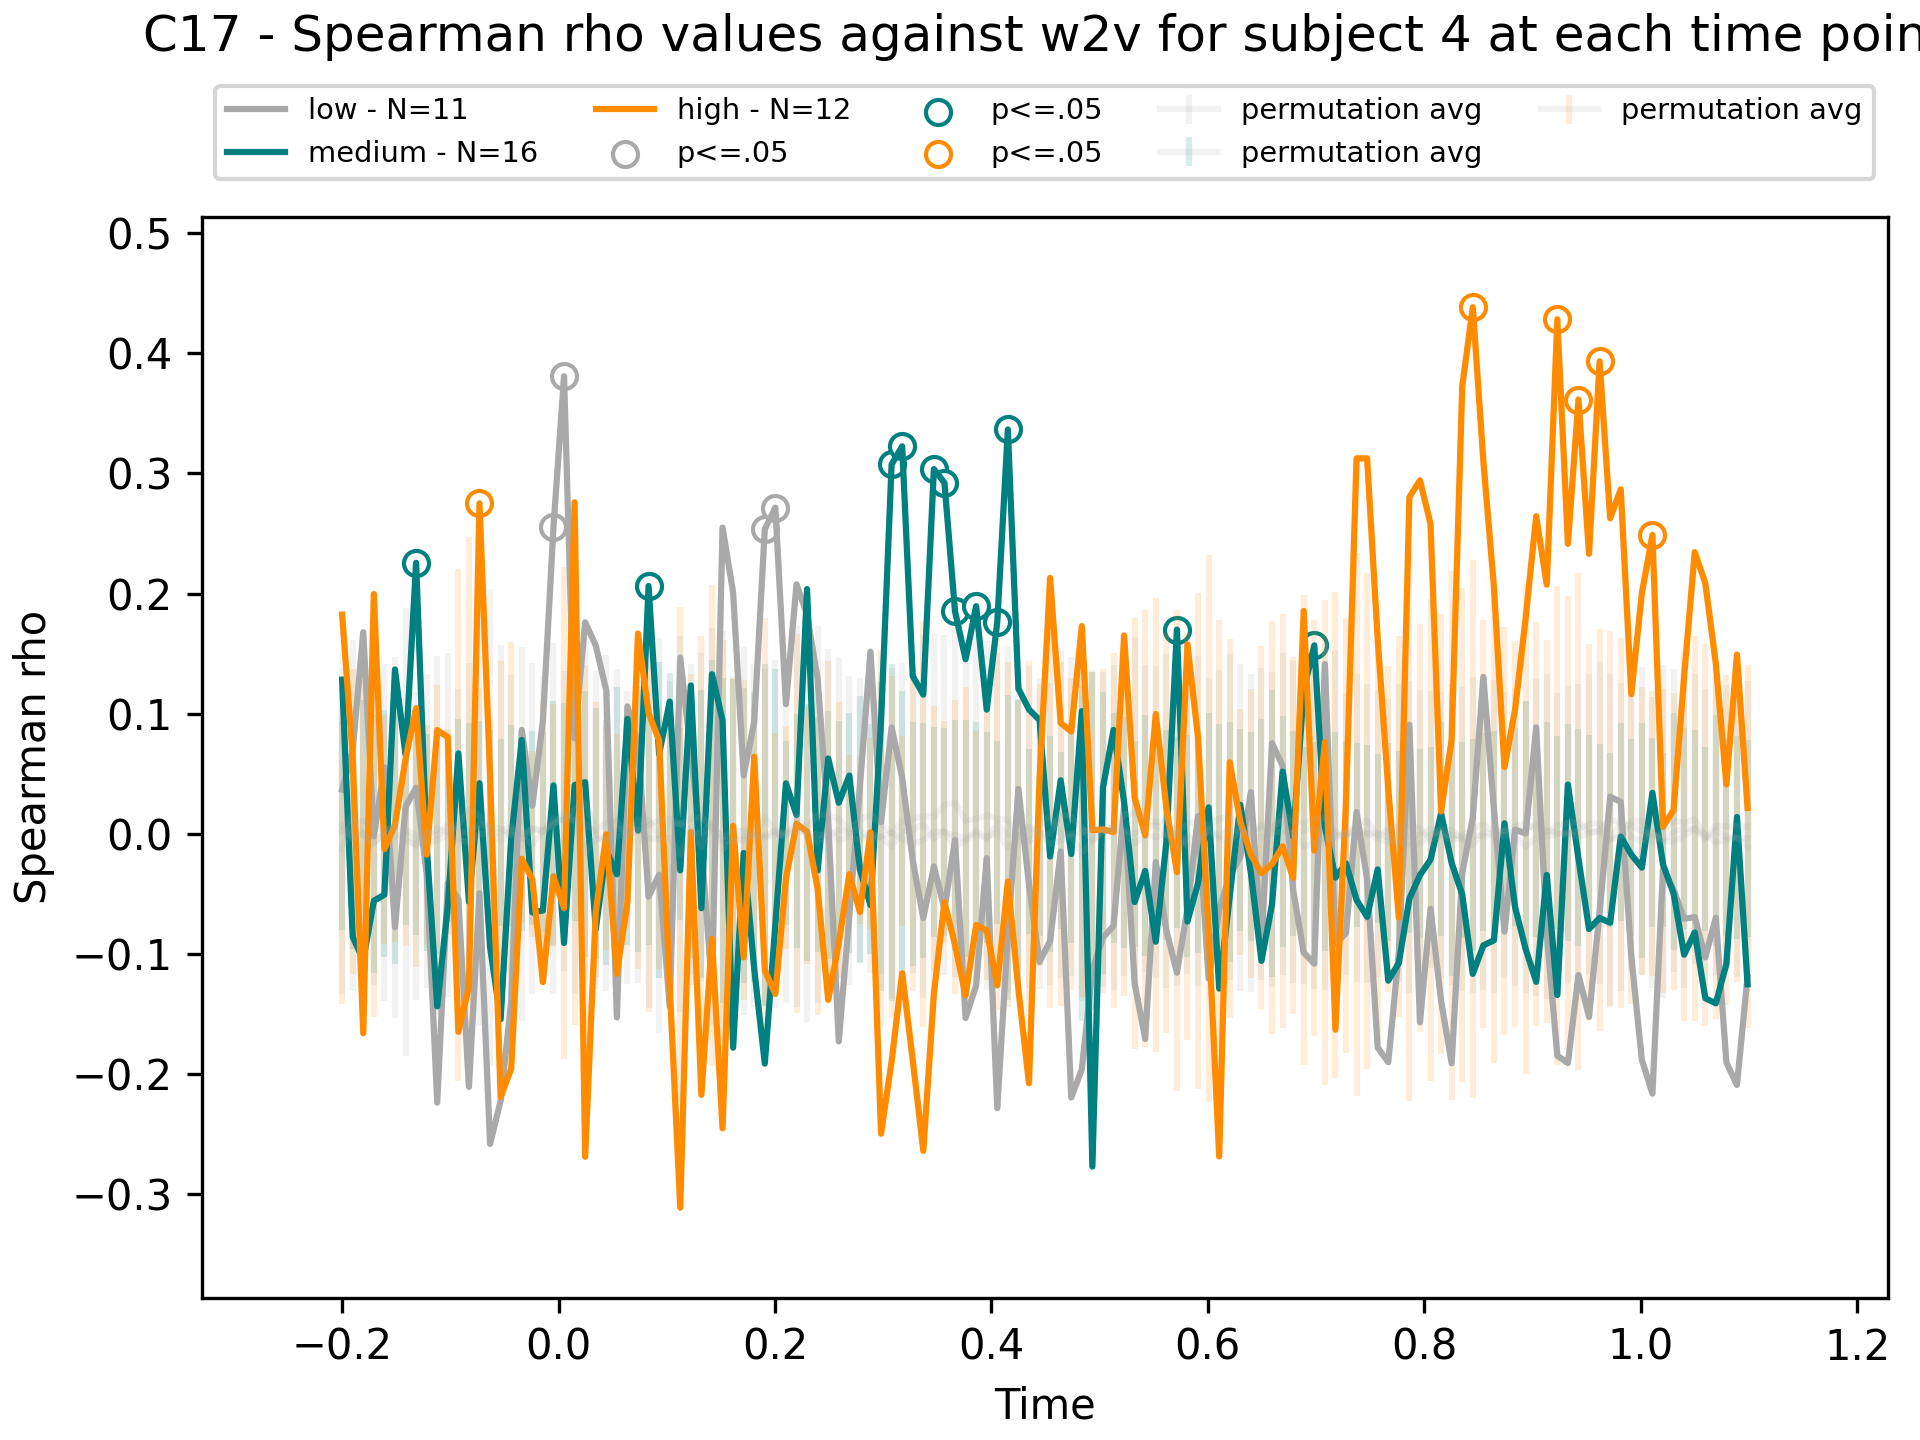 C17 - Spearman rho values against w2v for subject 4 at each time poin
low - N=11 high - N=12 p<=.05 permutation avg permutation avg
medium - N=16 p<=.05 p<=.05 permutation avg
0.5
0.4
0.3
0.2
0.1
0.0
−0.1
−0.2
−0.3
Spearman rho
−0.2 0.0 0.2 0.4 0.6 0.8 1.0 1.2
Time